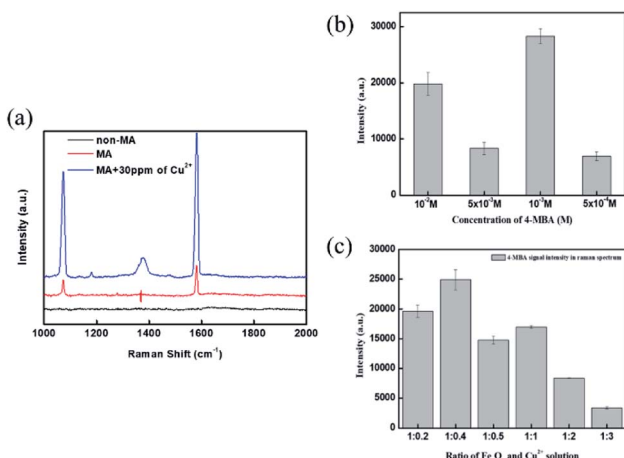 (a)
Intensity (a.u.)
non-MA
MA
MA+30ppm of Cu²⁺
1000 1200 1400 1600 1800 2000
Raman Shift (cm⁻¹)
(b)
Intensity (a.u.)
40000
30000
20000
10000
0
10⁻²M 5x10⁻³M 10⁻³M 5x10⁻⁴M
Concentration of 4-MBA (M)
(c)
Intensity (a.u.)
30000
25000
20000
15000
10000
5000
0
4-MBA signal intensity in raman spectrum
1:0.2 1:0.4 1:0.5 1:1 1:2 1:3
Ratio of Fe O and Cu²⁺ solution